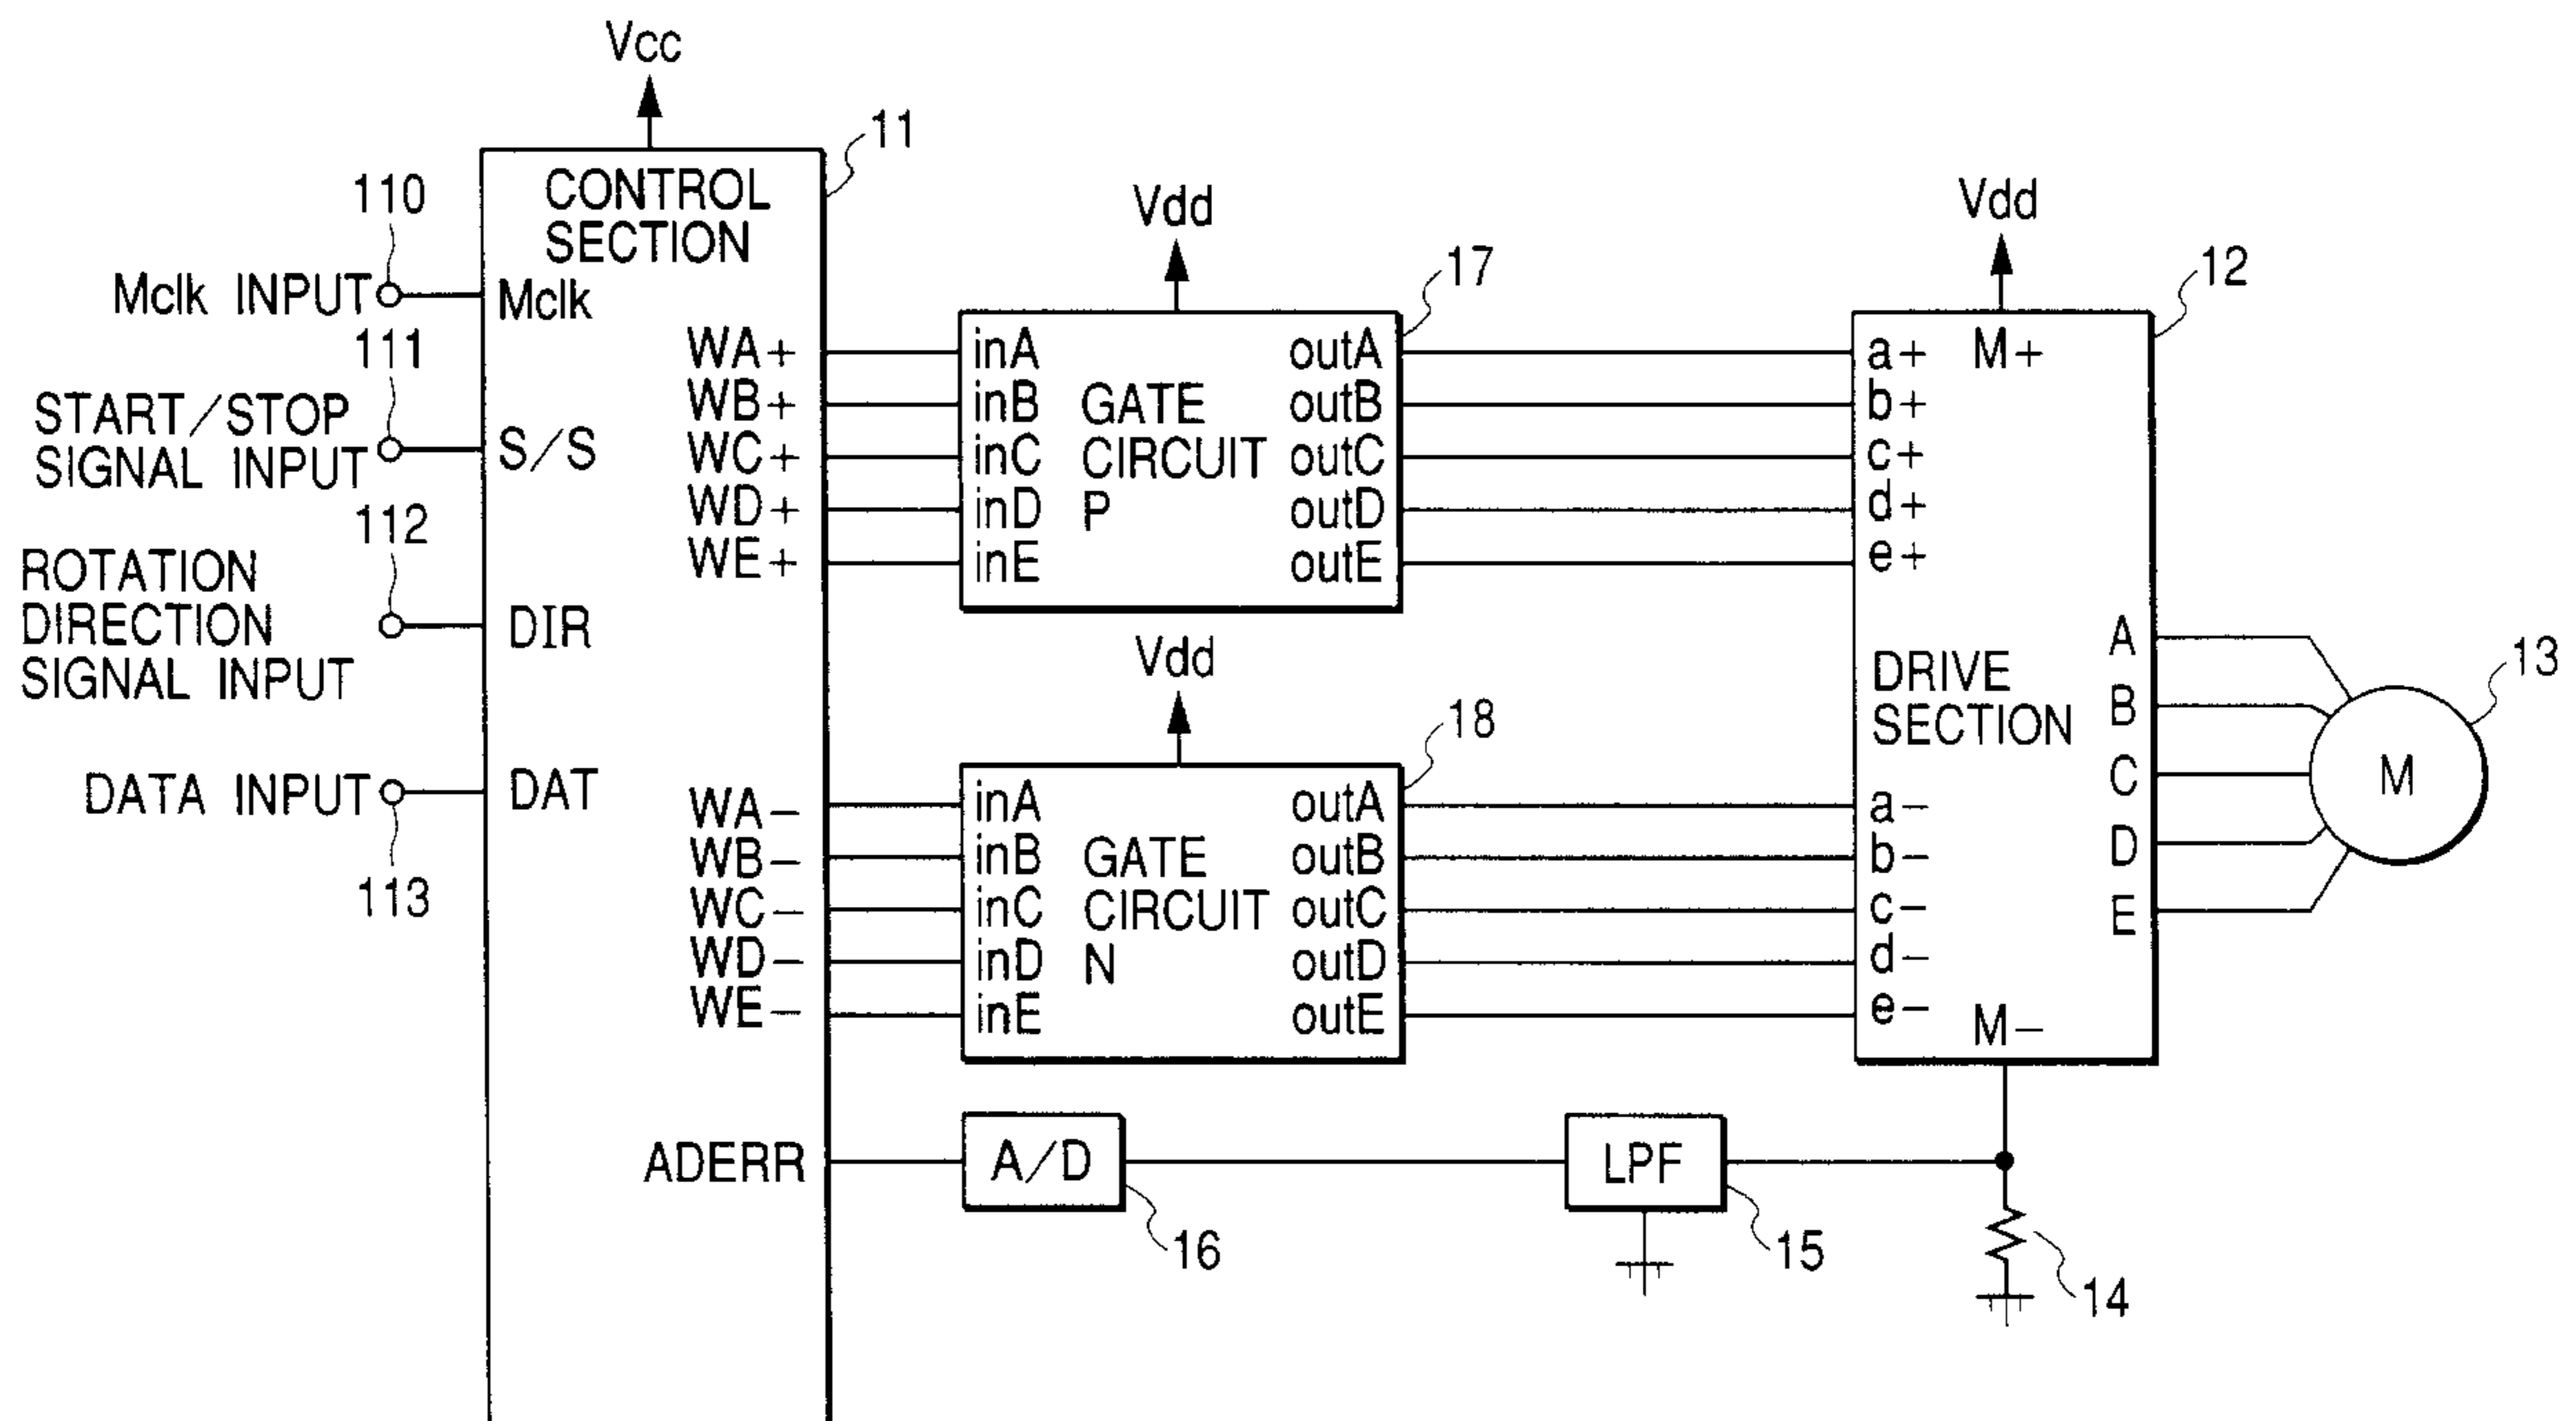 Vcc
11
CONTROL
SECTION
110
Mclk INPUT
Mclk
111
START/STOP
SIGNAL INPUT
S/S
112
ROTATION
DIRECTION
SIGNAL INPUT
DIR
DATA INPUT
DAT
113
WA+
WB+
WC+
WD+
WE+
WA−
WB−
WC−
WD−
WE−
ADERR
Vdd
17
inA
inB
inC
inD
inE
GATE
CIRCUIT
P
outA
outB
outC
outD
outE
Vdd
18
inA
inB
inC
inD
inE
GATE
CIRCUIT
N
outA
outB
outC
outD
outE
A/D
16
LPF
15
Vdd
12
M+
a+
b+
c+
d+
e+
DRIVE
SECTION
a−
b−
c−
d−
e−
M−
A
B
C
D
E
13
M
14